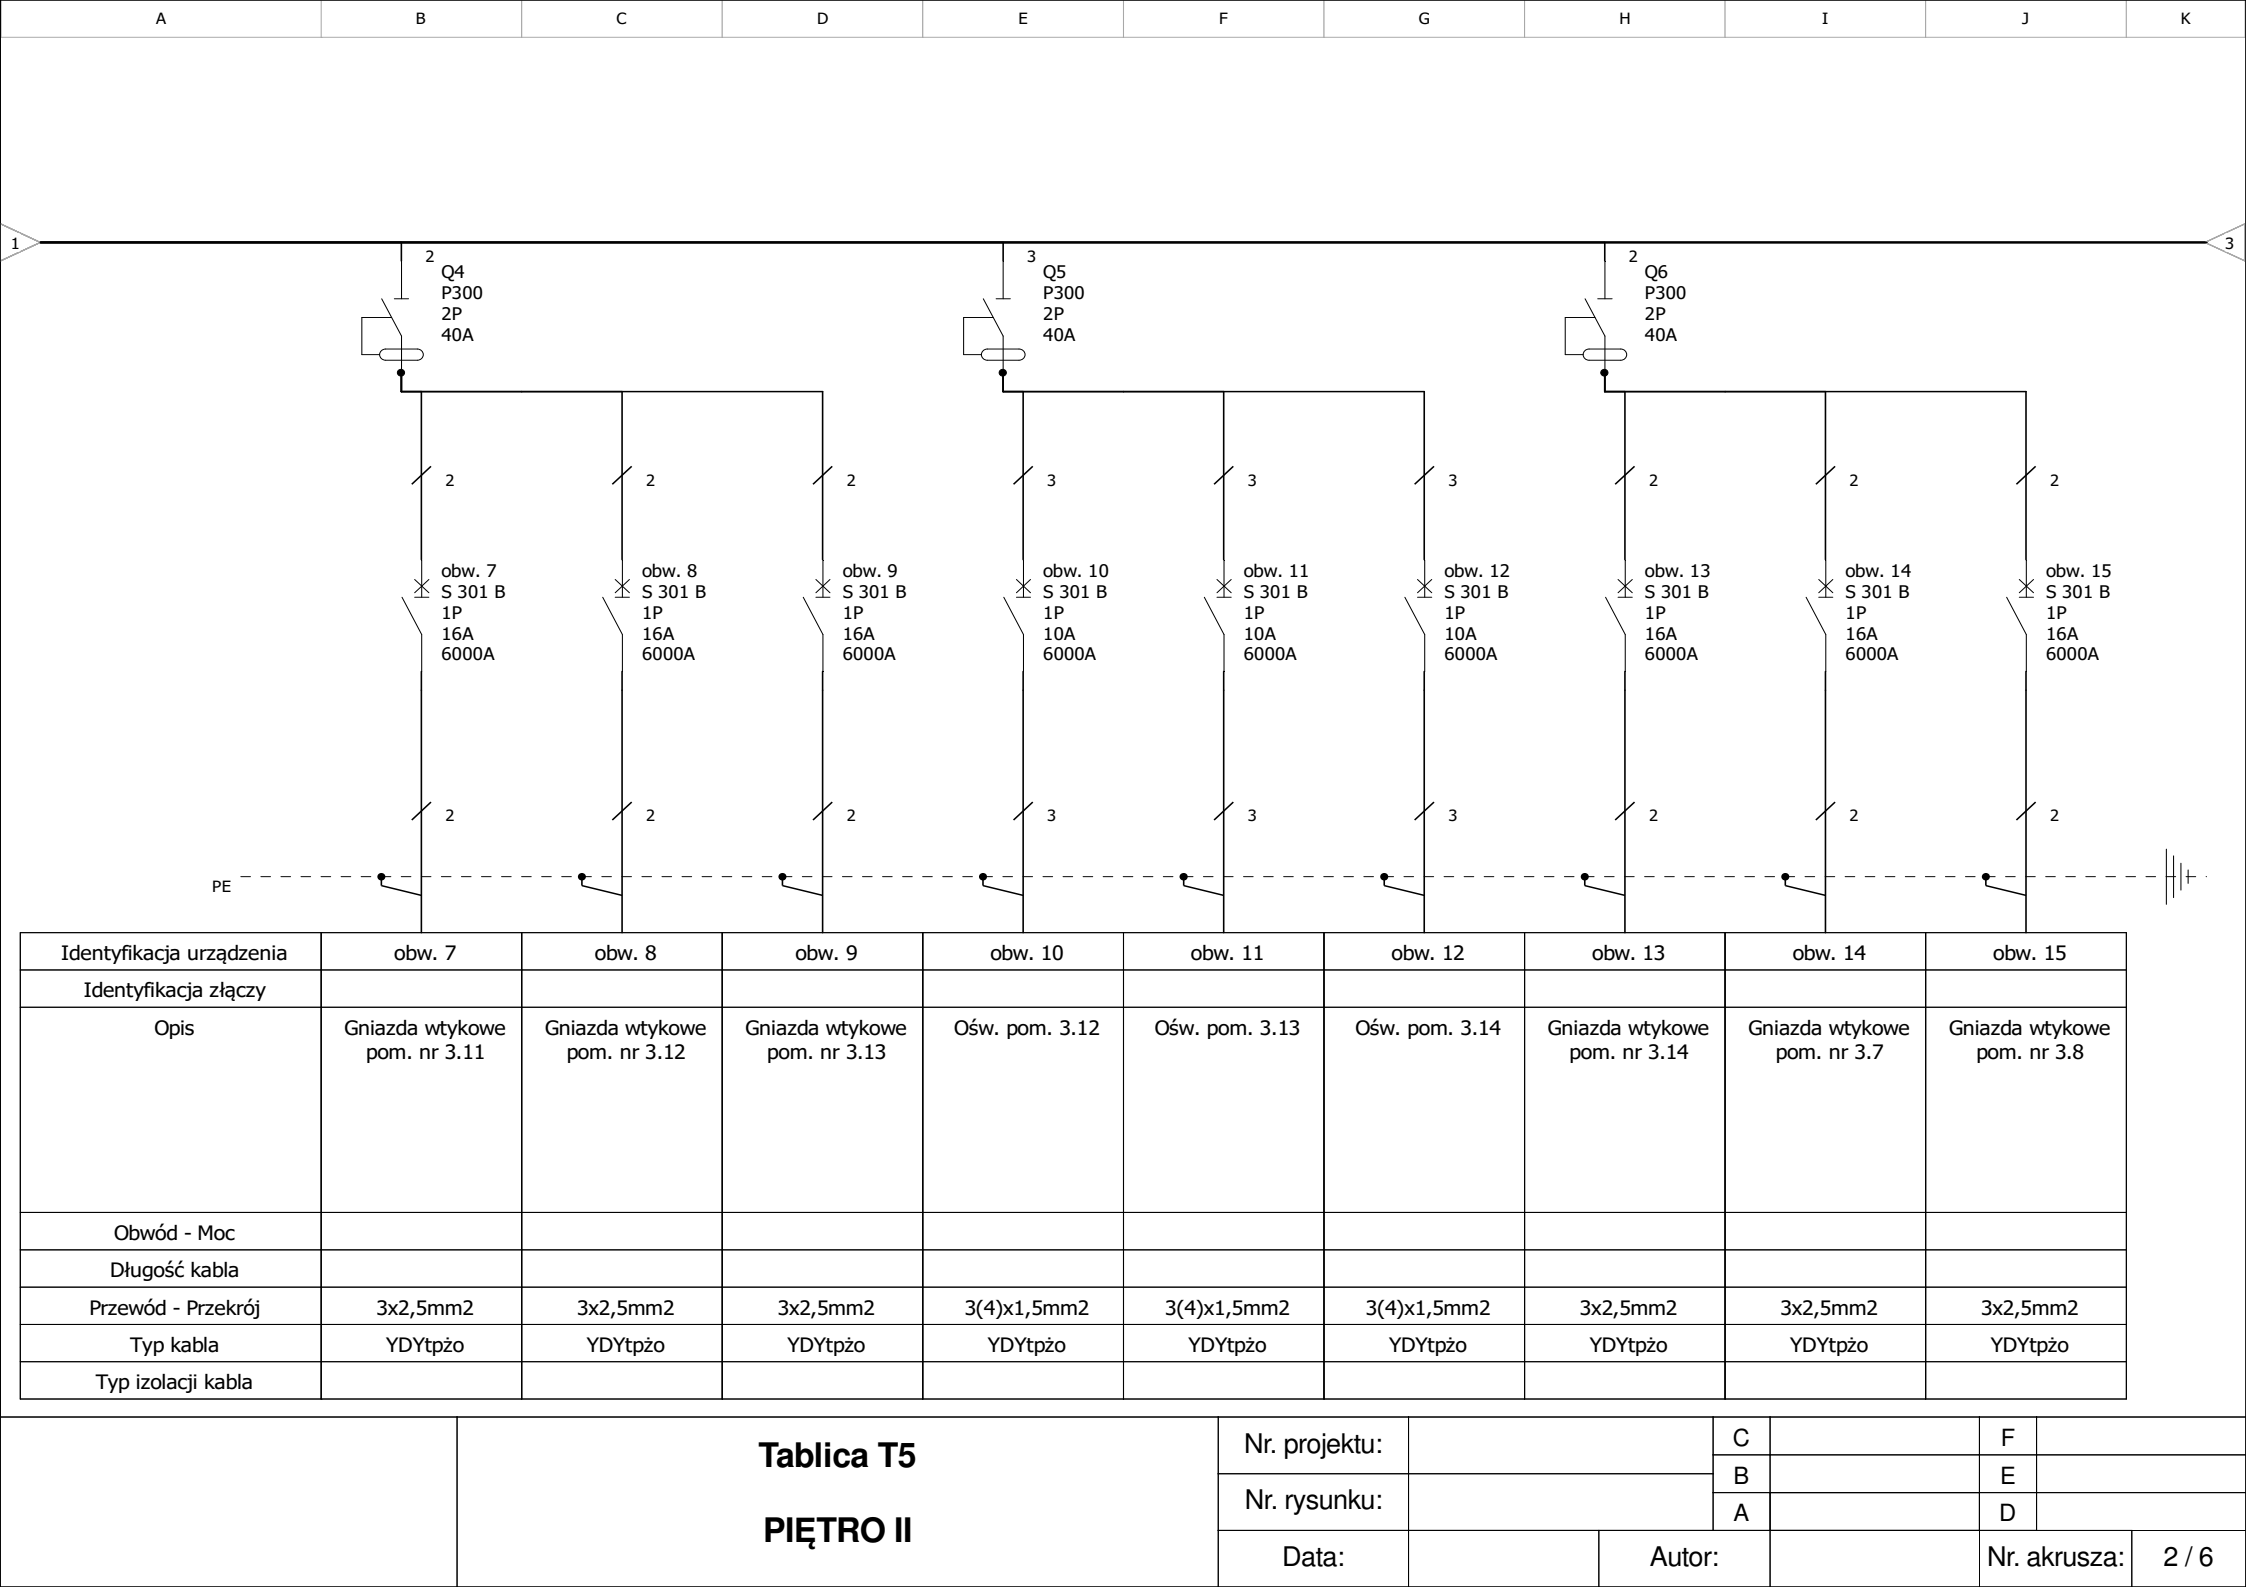 A B C D E F G H I J K
1 3
2 3 2
Q4 Q5 Q6
P300 P300 P300
2P 2P 2P
40A 40A 40A
2 2 2 3 3 3 2 2 2
obw. 7 obw. 8 obw. 9 obw. 10 obw. 11 obw. 12 obw. 13 obw. 14 obw. 15
S 301 B S 301 B S 301 B S 301 B S 301 B S 301 B S 301 B S 301 B S 301 B
1P 1P 1P 1P 1P 1P 1P 1P 1P
16A 16A 16A 10A 10A 10A 16A 16A 16A
6000A 6000A 6000A 6000A 6000A 6000A 6000A 6000A 6000A
2 2 2 3 3 3 2 2 2
PE
Identyfikacja urządzenia obw. 7 obw. 8 obw. 9 obw. 10 obw. 11 obw. 12 obw. 13 obw. 14 obw. 15
Identyfikacja złączy
Opis Gniazda wtykowe Gniazda wtykowe Gniazda wtykowe Ośw. pom. 3.12 Ośw. pom. 3.13 Ośw. pom. 3.14 Gniazda wtykowe Gniazda wtykowe Gniazda wtykowe
pom. nr 3.11 pom. nr 3.12 pom. nr 3.13 pom. nr 3.14 pom. nr 3.7 pom. nr 3.8
Obwód - Moc
Długość kabla
Przewód - Przekrój 3x2,5mm2 3x2,5mm2 3x2,5mm2 3(4)x1,5mm2 3(4)x1,5mm2 3(4)x1,5mm2 3x2,5mm2 3x2,5mm2 3x2,5mm2
Typ kabla YDYtpżo YDYtpżo YDYtpżo YDYtpżo YDYtpżo YDYtpżo YDYtpżo YDYtpżo YDYtpżo
Typ izolacji kabla
Tablica T5
PIĘTRO II
Nr. projektu: C F
B E
Nr. rysunku: A D
Data: Autor: Nr. akrusza: 2 / 6